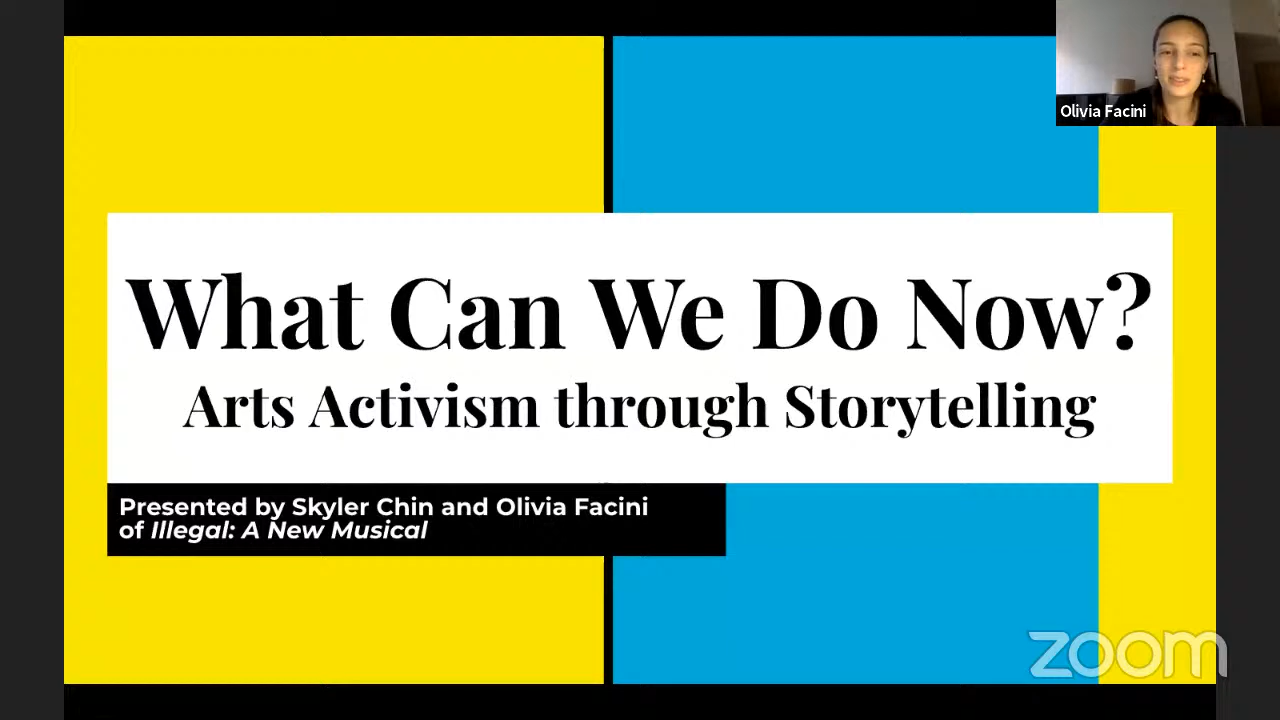 Olivia Facini
What Can We Do Now?
Arts Activism through Storytelling
Presented by Skyler Chin and Olivia Facini
of Illegal: A New Musical
zoom